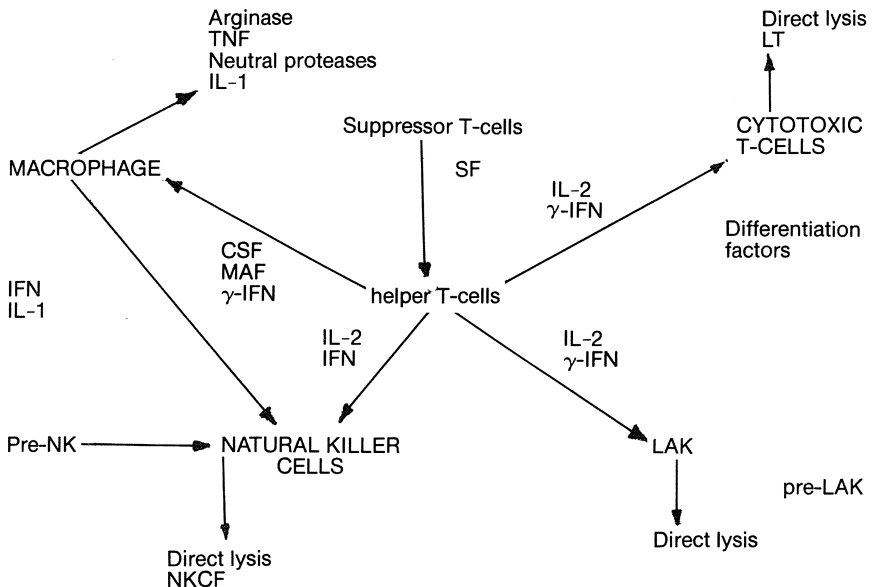 Arginase
TNF
Neutral proteases
IL-1
Direct lysis
LT
Suppressor T-cells
CYTOTOXIC
T-CELLS
MACROPHAGE
SF
IL-2
γ-IFN
Differentiation
factors
CSF
MAF
γ-IFN
helper T-cells
IFN
IL-1
IL-2
IFN
IL-2
γ-IFN
Pre-NK
NATURAL KILLER
CELLS
LAK
pre-LAK
Direct lysis
NKCF
Direct lysis